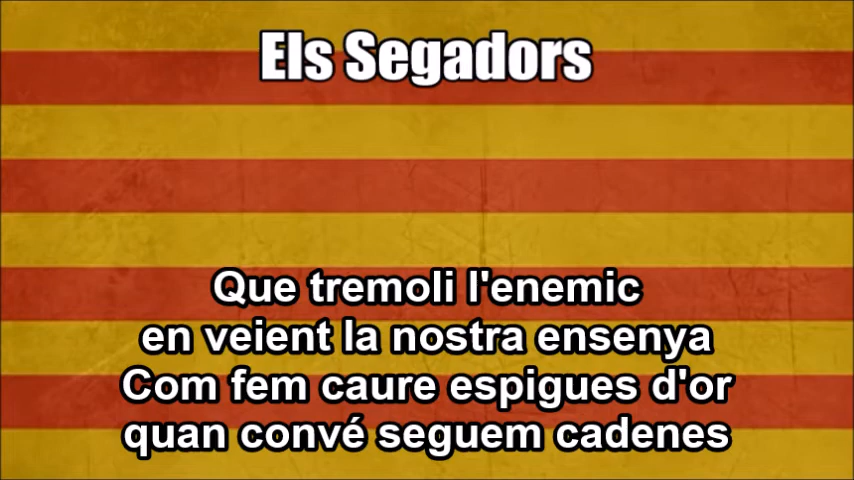 Els Segadors
Que tremoli l'enemic
en veient la nostra ensenya
Com fem caure espigues d'or
quan convé seguem cadenes